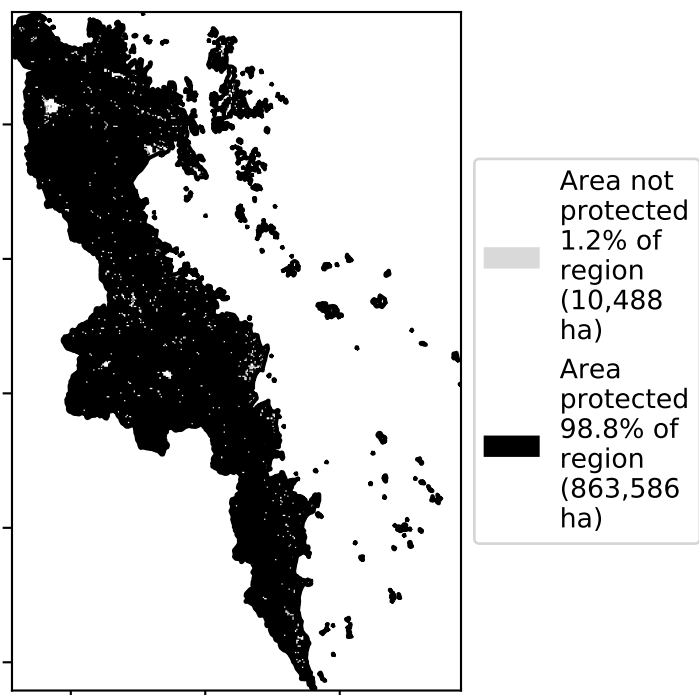 Area not
protected
1.2% of
region
(10,488
ha)
Area
protected
98.8% of
region
(863,586
ha)